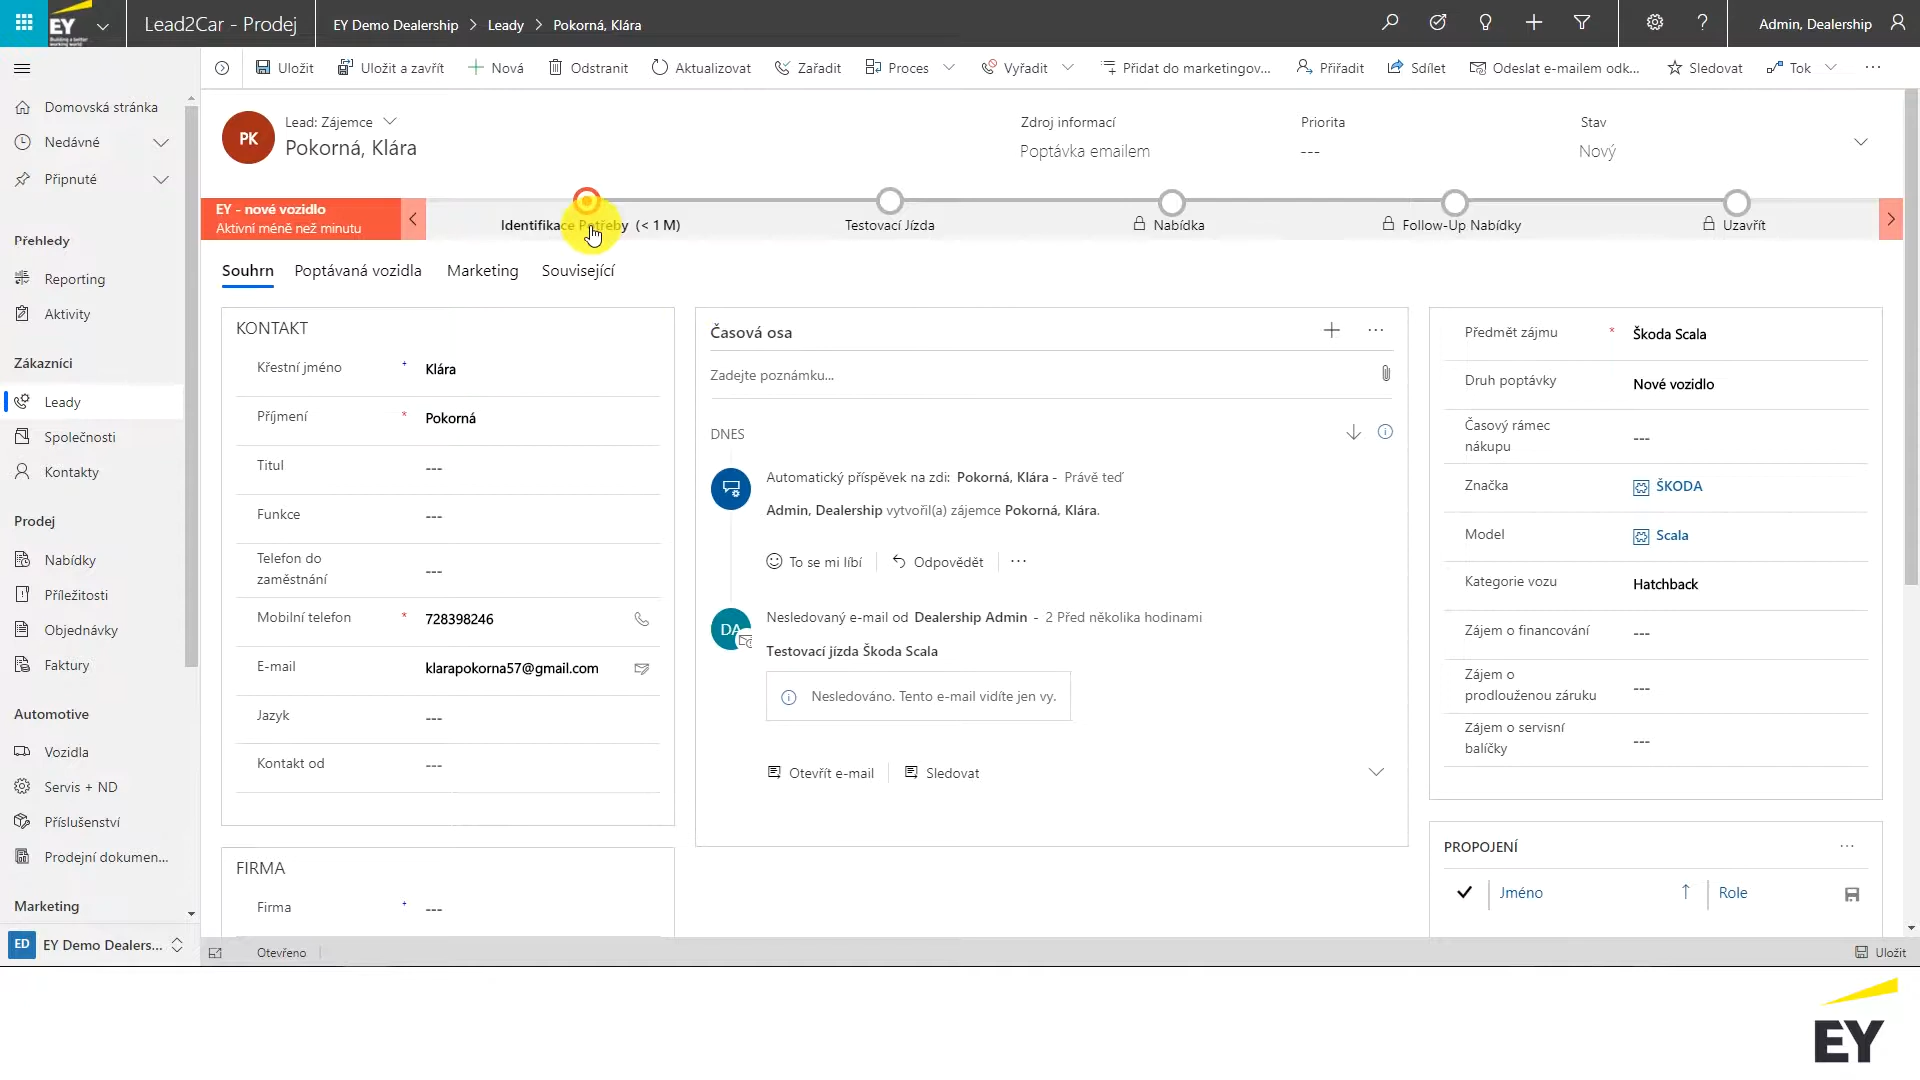 EY
Building a better
working world
Lead2Car - Prodej
EY Demo Dealership > Leady > Pokorná, Klára
Admin, Dealership
Uložit
Uložit a zavřít
Nová
Odstranit
Aktualizovat
Zařadit
Proces
Vyřadit
Přidat do marketingov...
Přiřadit
Sdílet
Odeslat e-mailem odk...
Sledovat
Tok
Domovská stránka
Nedávné
Připnuté
Přehledy
Reporting
Aktivity
Zákazníci
Leady
Společnosti
Kontakty
Prodej
Nabídky
Příležitosti
Objednávky
Faktury
Automotive
Vozidla
Servis + ND
Příslušenství
Prodejní dokumen...
Marketing
ED EY Demo Dealers...
PK
Lead: Zájemce
Pokorná, Klára
Zdroj informací
Poptávka emailem
Priorita
---
Stav
Nový
EY - nové vozidlo
Aktivní méně než minutu
Identifikace Potřeby (< 1 M)
Testovací Jízda
Nabídka
Follow-Up Nabídky
Uzavřít
Souhrn
Poptávaná vozidla
Marketing
Související
KONTAKT
Křestní jméno + Klára
Příjmení * Pokorná
Titul ---
Funkce ---
Telefon do
zaměstnání ---
Mobilní telefon * 728398246
E-mail klarapokorna57@gmail.com
Jazyk ---
Kontakt od ---
FIRMA
Firma + ---
Časová osa
Zadejte poznámku...
DNES
Automatický příspěvek na zdi: Pokorná, Klára - Právě teď
Admin, Dealership vytvořil(a) zájemce Pokorná, Klára.
To se mi líbí
Odpovědět
DA
Nesledovaný e-mail od Dealership Admin - 2 Před několika hodinami
Testovací jízda Škoda Scala
Nesledováno. Tento e-mail vidíte jen vy.
Otevřít e-mail
Sledovat
Předmět zájmu * Škoda Scala
Druh poptávky Nové vozidlo
Časový rámec
nákupu ---
Značka ŠKODA
Model Scala
Kategorie vozu Hatchback
Zájem o financování ---
Zájem o
prodlouženou záruku ---
Zájem o servisní
balíčky ---
PROPOJENÍ
Jméno
Role
Otevřeno
Uložit
EY